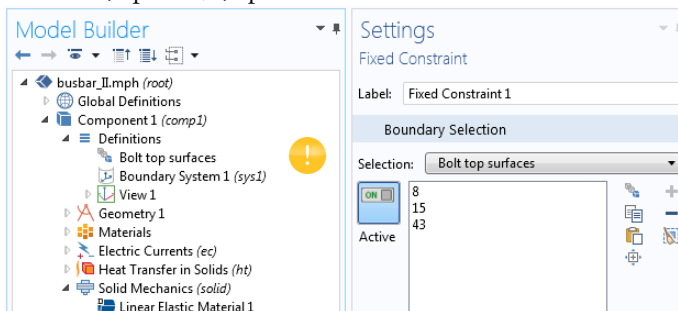 Model Builder
busbar_II.mph (root)
Global Definitions
Component 1 (comp1)
Definitions
Bolt top surfaces
Boundary System 1 (sys1)
View 1
Geometry 1
Materials
Electric Currents (ec)
Heat Transfer in Solids (ht)
Solid Mechanics (solid)
Linear Elastic Material 1
!
Settings
Fixed Constraint
Label: Fixed Constraint 1
Boundary Selection
Selection: Bolt top surfaces
ON
Active
8
15
43